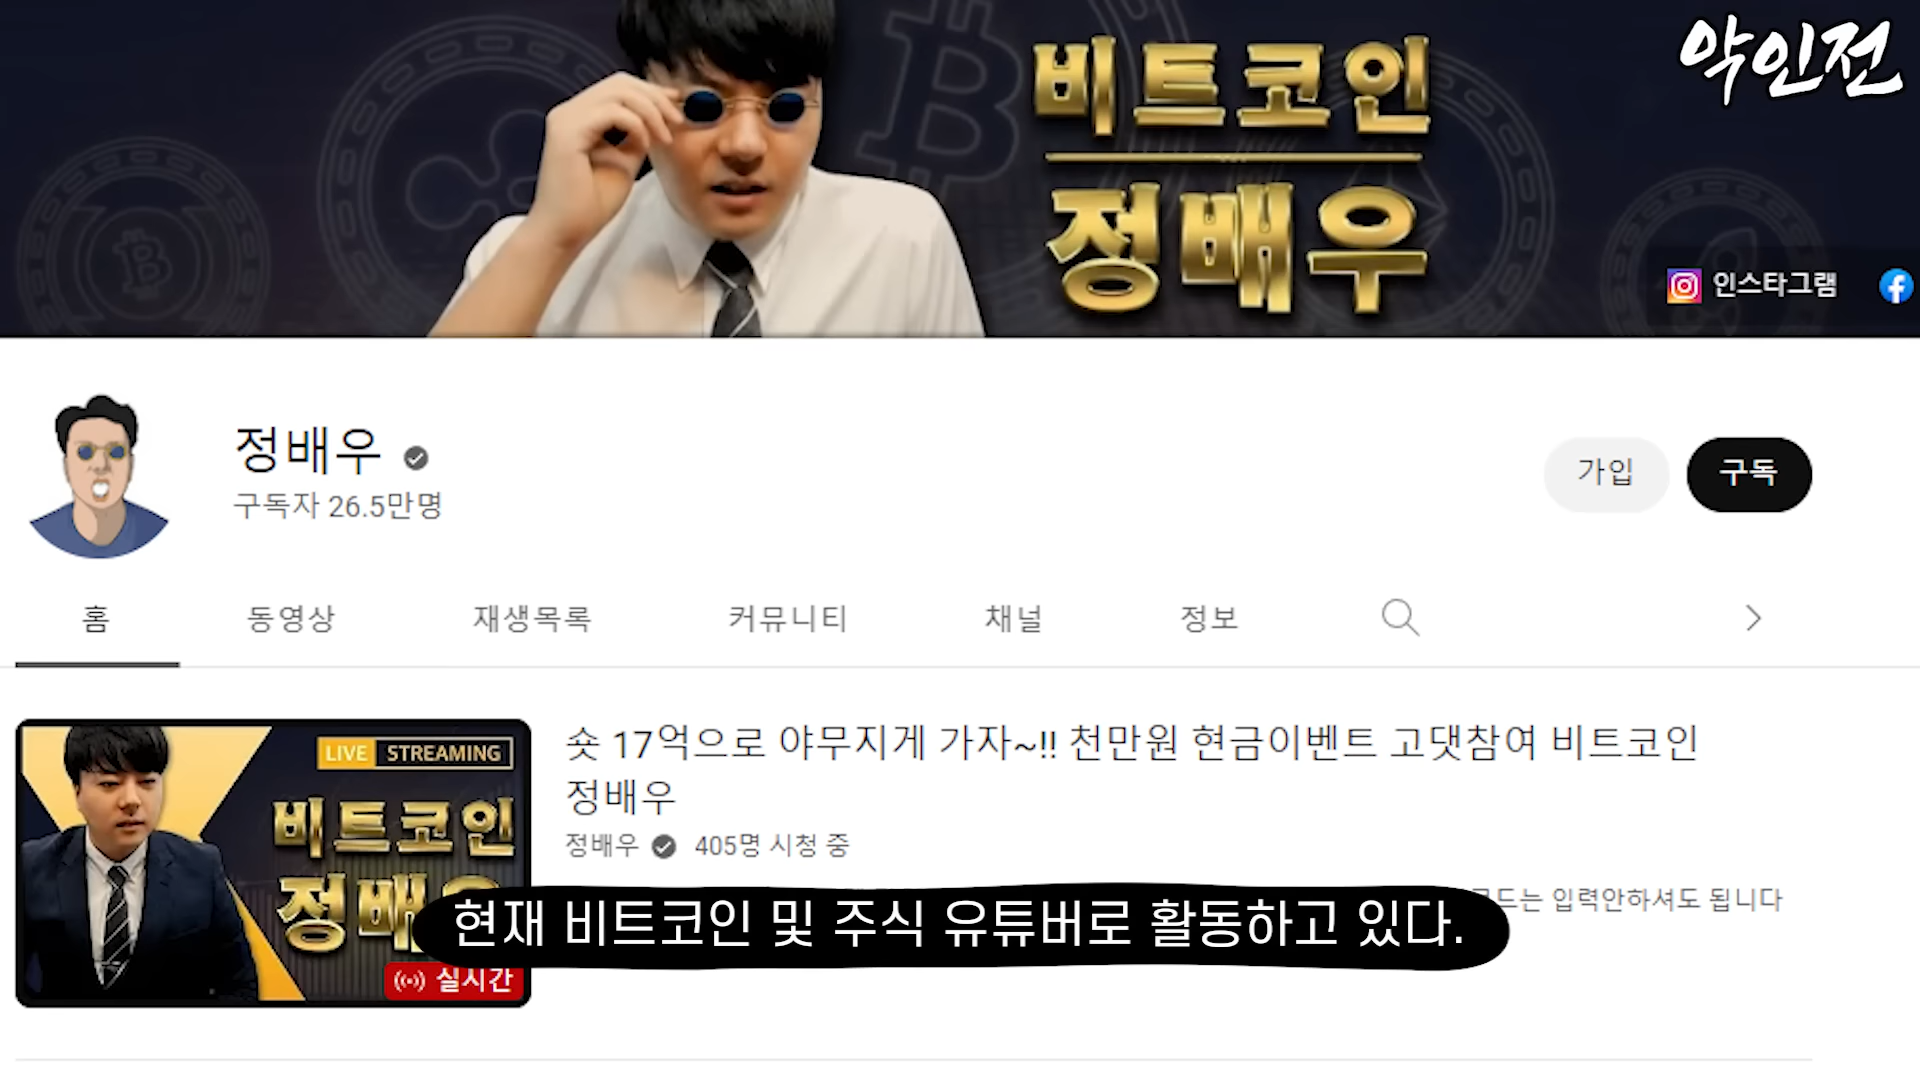 악인전
비트코인
정배우
인스타그램
정배우
구독자 26.5만명
가입
구독
홈
동영상
재생목록
커뮤니티
채널
정보
LIVE STREAMING
비트코인
정배우
실시간
숏 17억으로 야무지게 가자~!! 천만원 현금이벤트 고댓참여 비트코인
정배우
정배우 405명 시청 중
입력안하셔도 됩니다
현재 비트코인 및 주식 유튜버로 활동하고 있다.